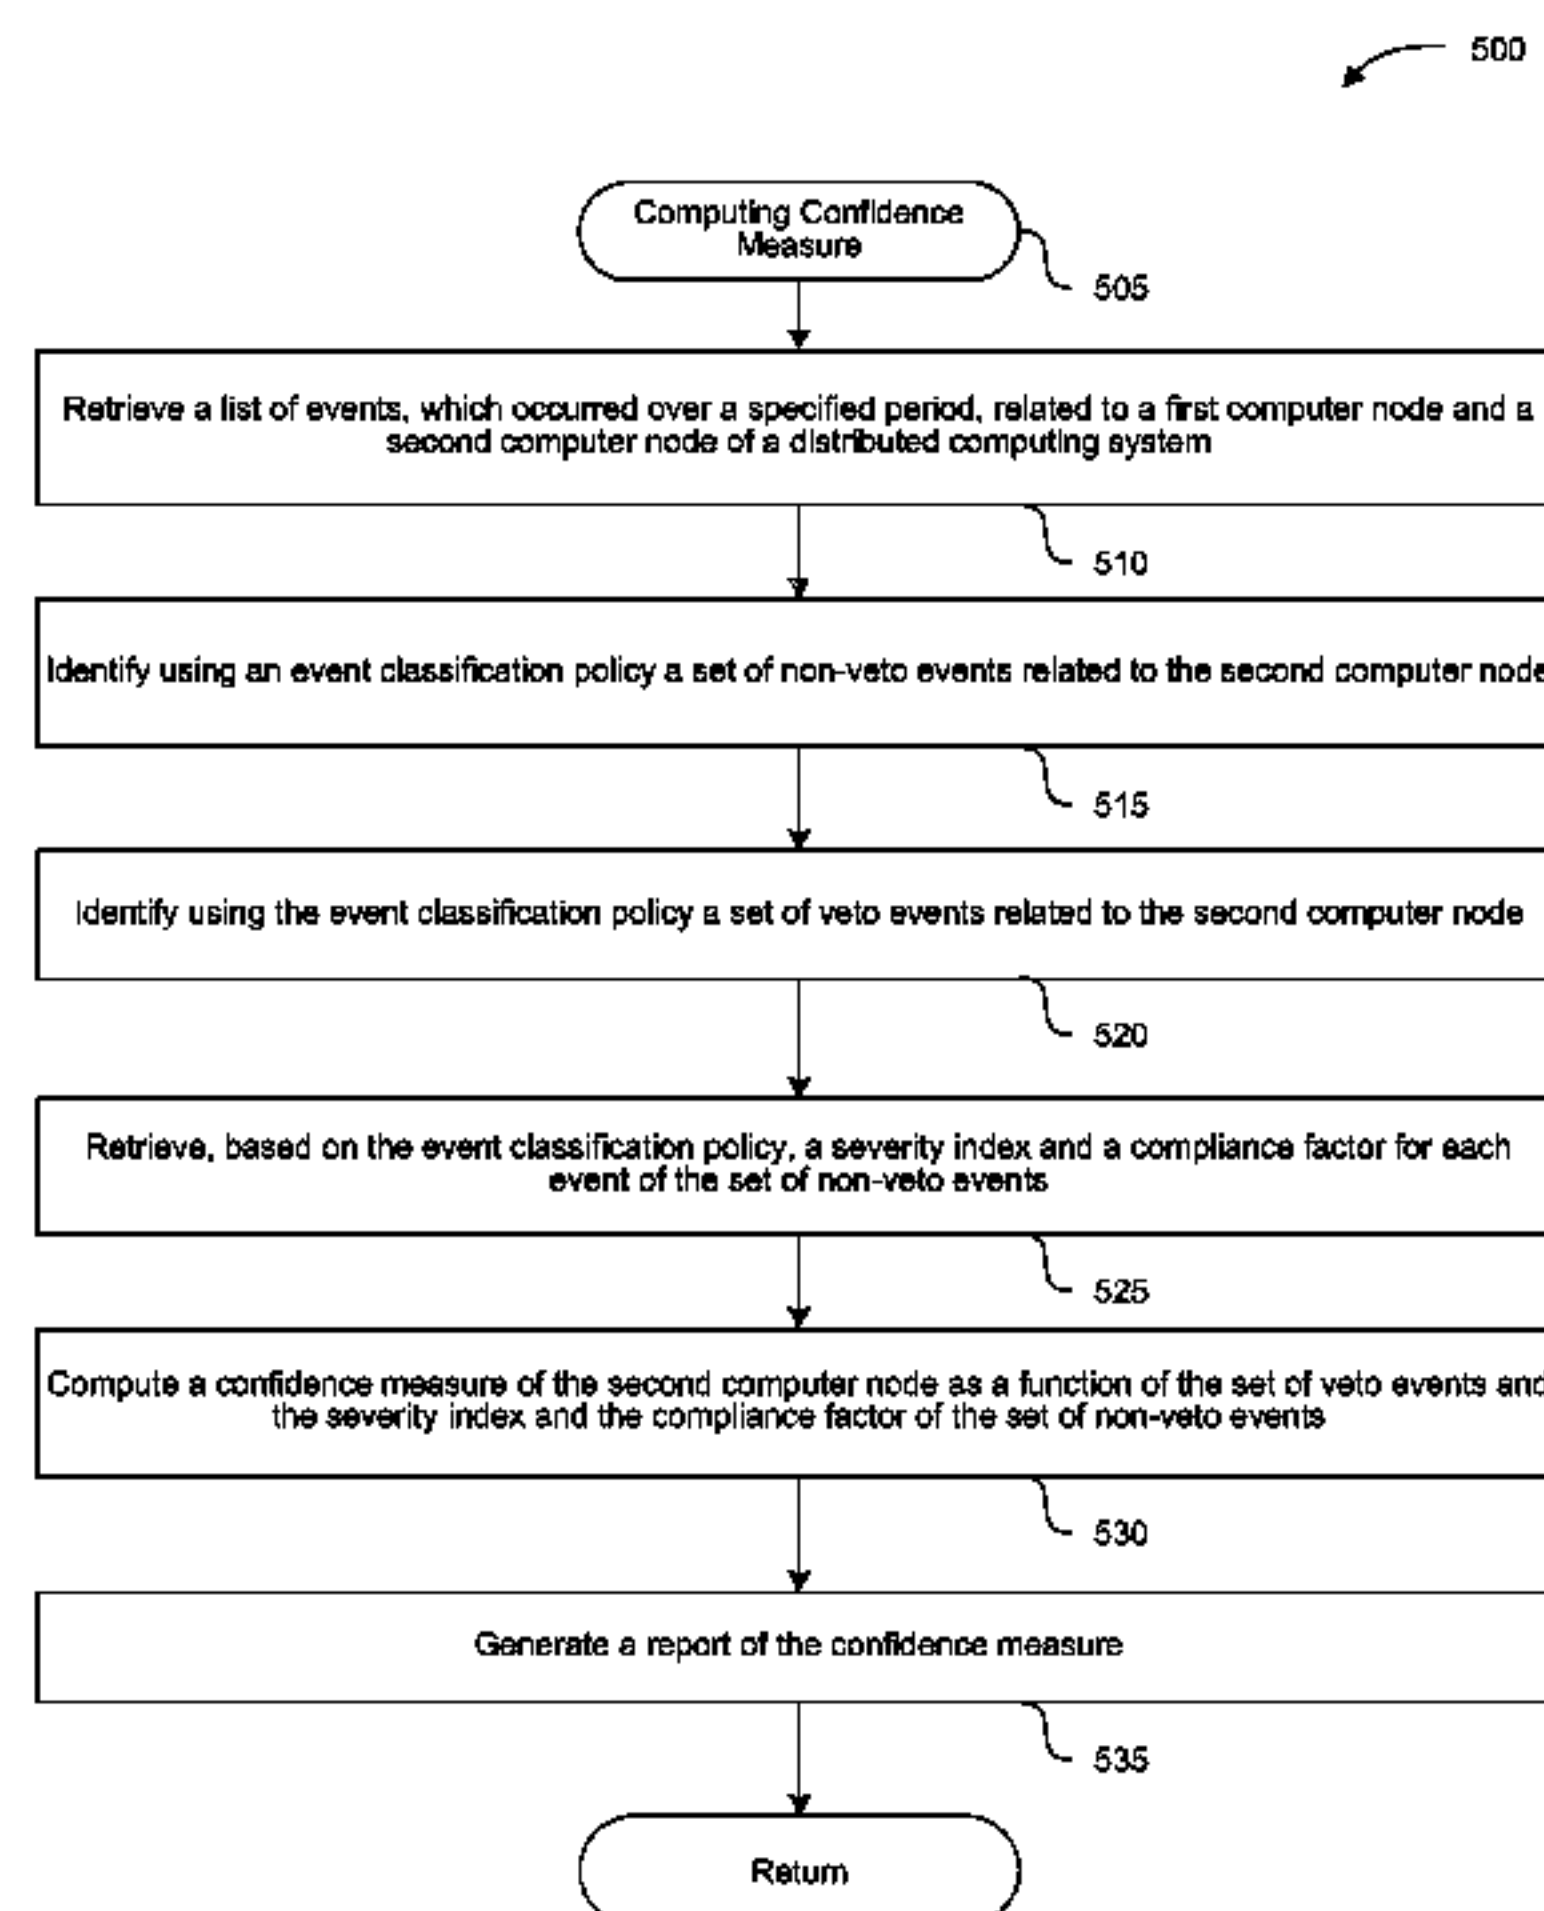 500
Computing Confidence
Measure
505
Retrieve a list of events, which occurred over a specified period, related to a first computer node and a
second computer node of a distributed computing system
510
Identify using an event classification policy a set of non-veto events related to the second computer node
515
Identify using the event classification policy a set of veto events related to the second computer node
520
Retrieve, based on the event classification policy, a severity index and a compliance factor for each
event of the set of non-veto events
525
Compute a confidence measure of the second computer node as a function of the set of veto events and
the severity index and the compliance factor of the set of non-veto events
530
Generate a report of the confidence measure
535
Return